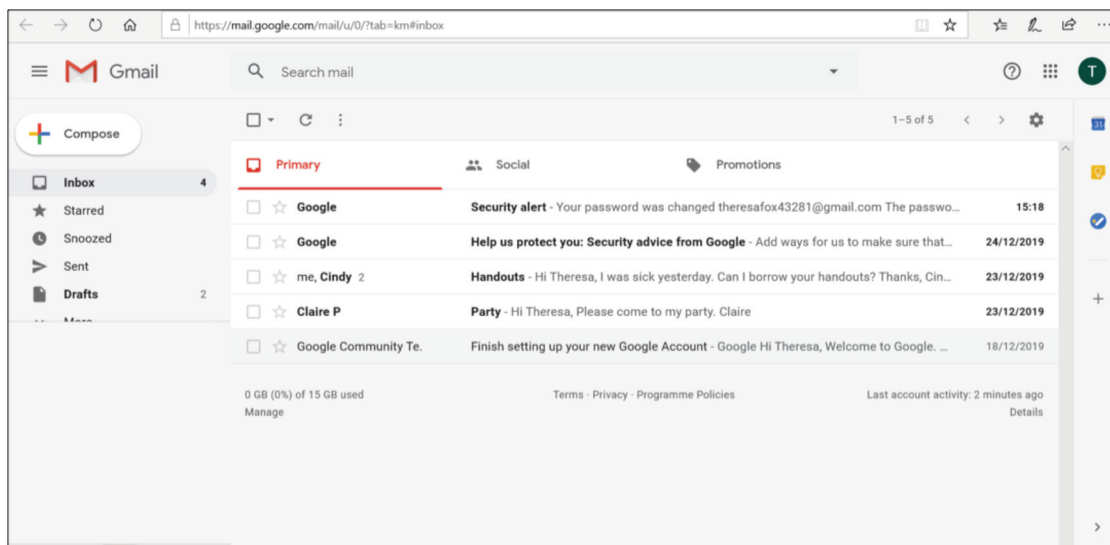 https://mail.google.com/mail/u/0/?tab=km#inbox
Gmail
Search mail
T
Compose
1–5 of 5
31
Primary
Social
Promotions
Inbox 4
Starred
Snoozed
Sent
Drafts 2
More
Google Security alert - Your password was changed theresafox43281@gmail.com The passwo... 15:18
Google Help us protect you: Security advice from Google - Add ways for us to make sure that... 24/12/2019
me, Cindy 2 Handouts - Hi Theresa, I was sick yesterday. Can I borrow your handouts? Thanks, Cin... 23/12/2019
Claire P Party - Hi Theresa, Please come to my party. Claire 23/12/2019
Google Community Te. Finish setting up your new Google Account - Google Hi Theresa, Welcome to Google. ... 18/12/2019
0 GB (0%) of 15 GB used
Manage
Terms · Privacy · Programme Policies
Last account activity: 2 minutes ago
Details